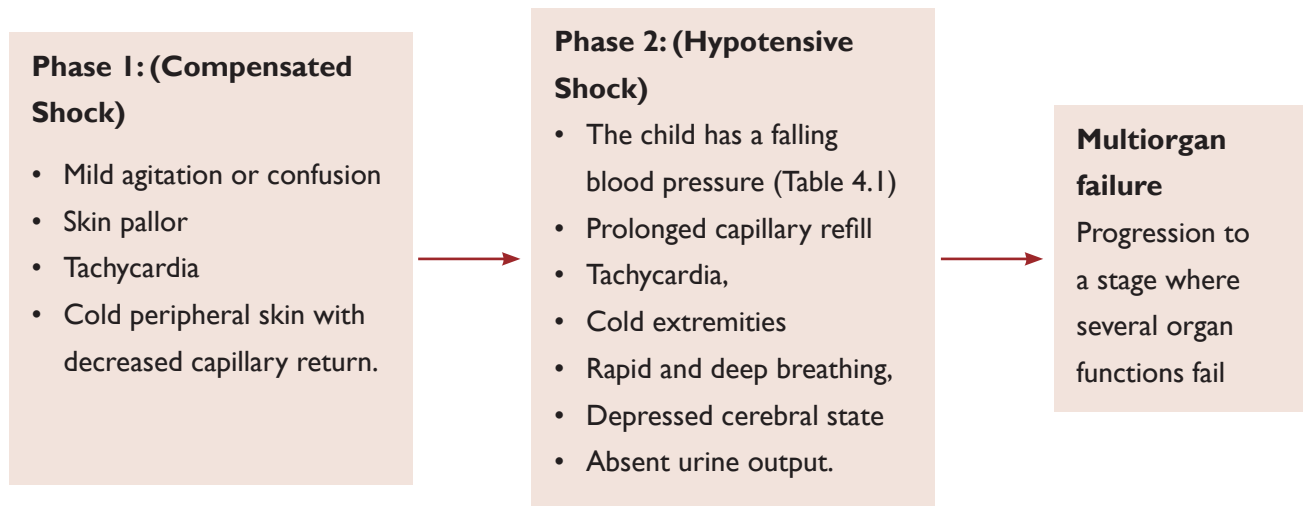 Phase 1: (Compensated
Shock)
• Mild agitation or confusion
• Skin pallor
• Tachycardia
• Cold peripheral skin with
decreased capillary return.
Phase 2: (Hypotensive
Shock)
• The child has a falling
blood pressure (Table 4.1)
• Prolonged capillary refill
• Tachycardia,
• Cold extremities
• Rapid and deep breathing,
• Depressed cerebral state
• Absent urine output.
Multiorgan
failure
Progression to
a stage where
several organ
functions fail